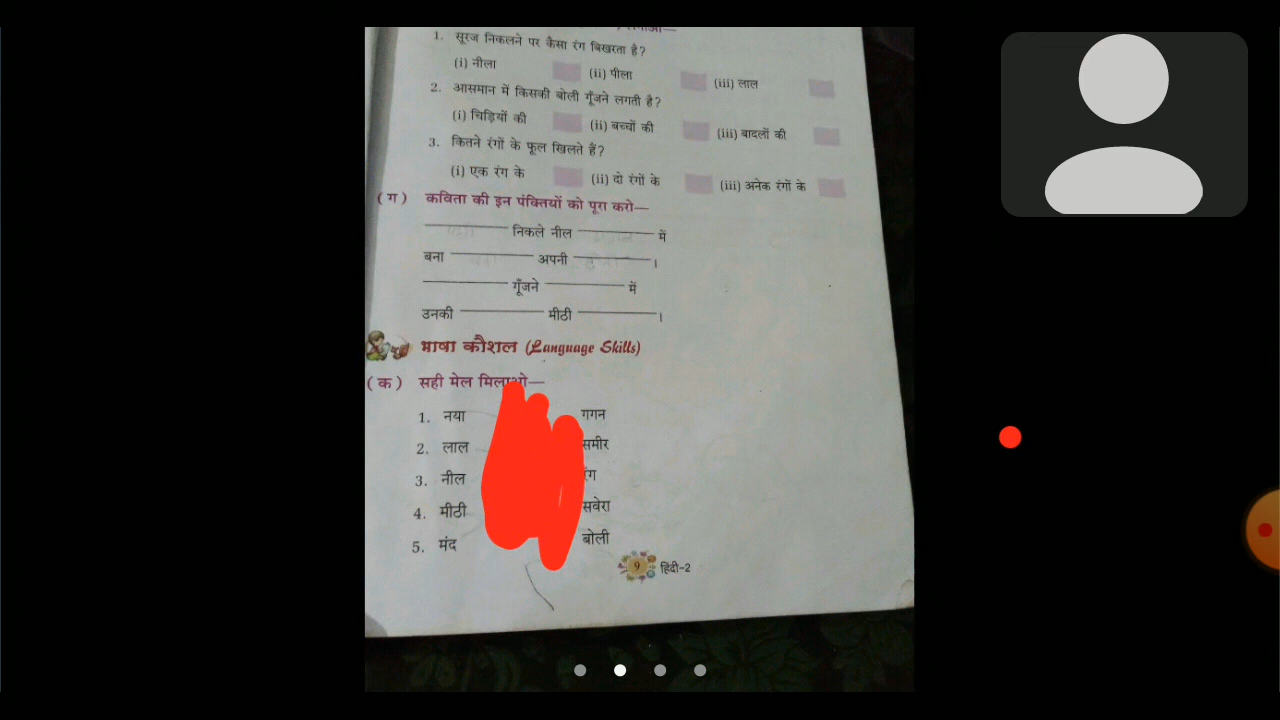 1. सूरज निकलने पर कैसा रंग बिखरता है?
(i) नीला (ii) पीला (iii) लाल
2. आसमान में किसकी बोली गूँजने लगती है?
(i) चिड़ियों की (ii) बच्चों की (iii) बादलों की
3. कितने रंगों के फूल खिलते हैं?
(i) एक रंग के (ii) दो रंगों के (iii) अनेक रंगों के
(ग) कविता की इन पंक्तियों को पूरा करो—
निकले नील में
बना अपनी ।
गूँजने में
उनकी मीठी ।
भाषा कौशल (Language Skills)
(क) सही मेल मिलाओ—
1. नया गगन
2. लाल समीर
3. नील रंग
4. मीठी सवेरा
5. मंद बोली
9 हिंदी-2